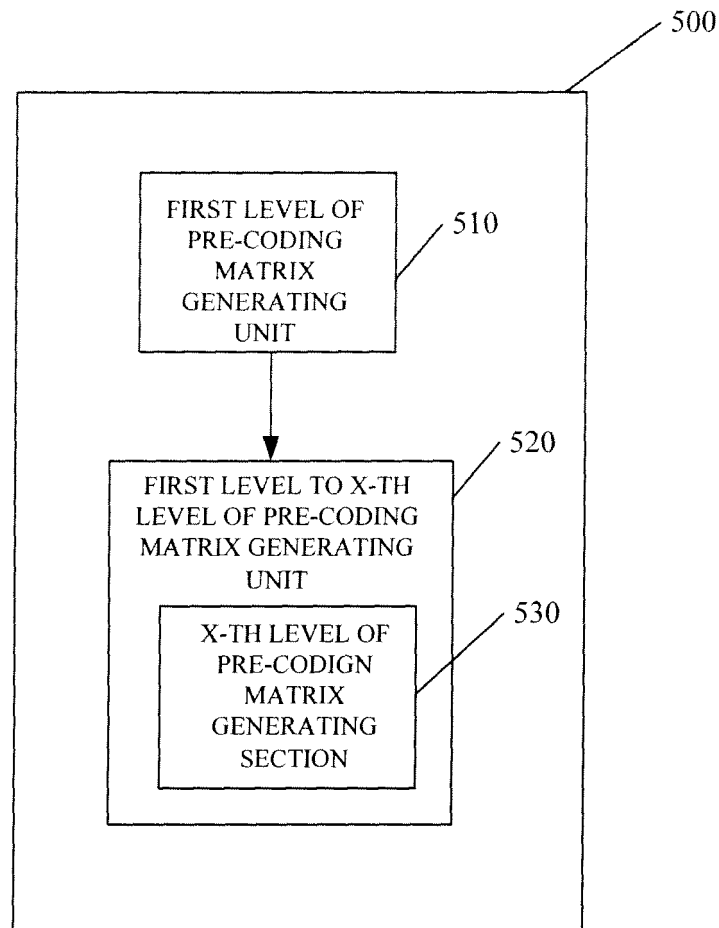 500
FIRST LEVEL OF
PRE-CODING
MATRIX
GENERATING
UNIT
510
520
FIRST LEVEL TO X-TH
LEVEL OF PRE-CODING
MATRIX GENERATING
UNIT
530
X-TH LEVEL OF
PRE-CODIGN
MATRIX
GENERATING
SECTION